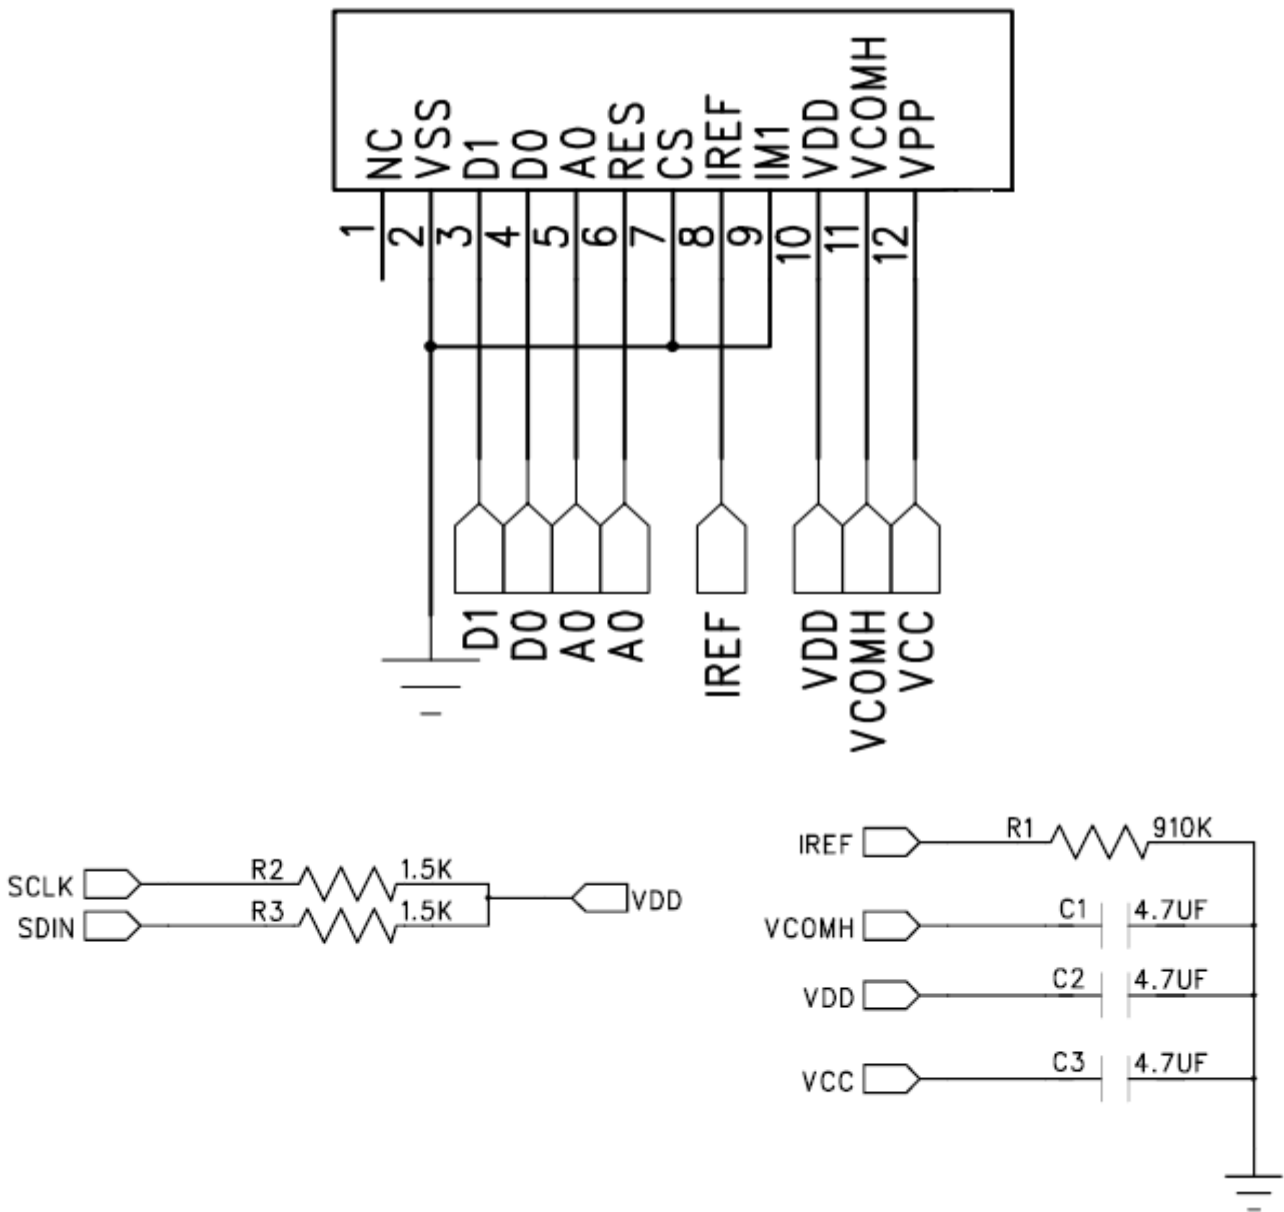 NC
VSS
D1
D0
A0
RES
CS
IREF
IM1
VDD
VCOMH
VPP
1
2
3
4
5
6
7
8
9
10
11
12
D1
D0
A0
A0
IREF
VDD
VCOMH
VCC
SCLK R2 1.5K
SDIN R3 1.5K
VDD
IREF R1 910K
VCOMH C1 4.7UF
VDD C2 4.7UF
VCC C3 4.7UF